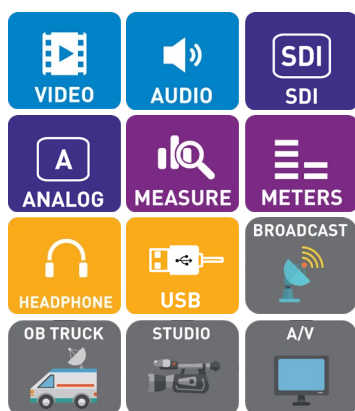 VIDEO
AUDIO
SDI
SDI
A
ANALOG
MEASURE
METERS
HEADPHONE
USB
BROADCAST
OB TRUCK
STUDIO
A/V